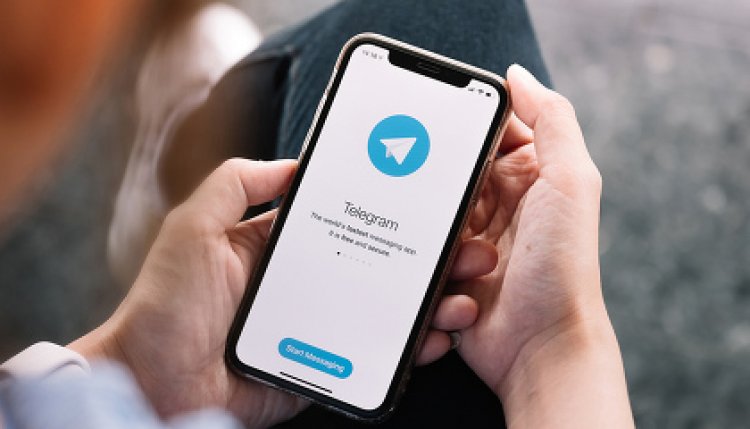 Telegram
The world's fastest messaging app.
It is free and secure.
Start Messaging